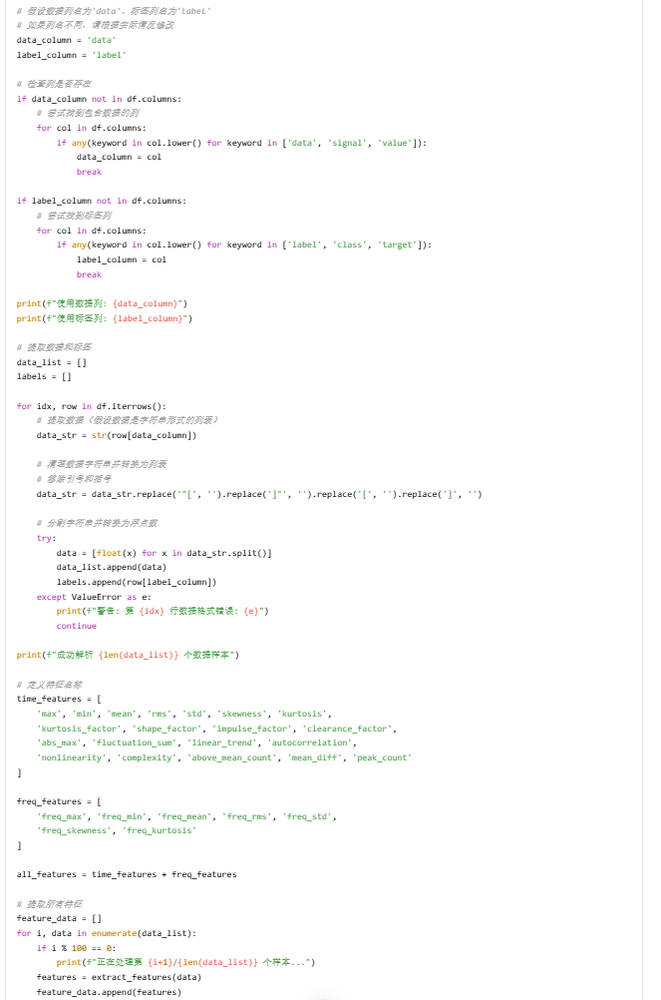 # 假设数据列名为'data'，标签列名为'label'
# 如果列名不同，请根据实际情况修改
data_column = 'data'
label_column = 'label'
# 检查列是否存在
if data_column not in df.columns:
    # 尝试找到包含数据的列
    for col in df.columns:
        if any(keyword in col.lower() for keyword in ['data', 'signal', 'value']):
            data_column = col
            break
if label_column not in df.columns:
    # 尝试找到标签列
    for col in df.columns:
        if any(keyword in col.lower() for keyword in ['label', 'class', 'target']):
            label_column = col
            break
print(f"使用数据列: {data_column}")
print(f"使用标签列: {label_column}")
# 提取数据和标签
data_list = []
labels = []
for idx, row in df.iterrows():
    # 提取数据（假设数据是字符串形式的列表）
    data_str = str(row[data_column])
    # 清理数据字符串并转换为列表
    # 移除引号和括号
    data_str = data_str.replace('"[', '').replace(']"', '').replace('[', '').replace(']', '')
    # 分割字符串并转换为浮点数
    try:
        data = [float(x) for x in data_str.split()]
        data_list.append(data)
        labels.append(row[label_column])
    except ValueError as e:
        print(f"警告: 第 {idx} 行数据格式错误: {e}")
        continue
print(f"成功解析 {len(data_list)} 个数据样本")
# 定义特征名称
time_features = [
    'max', 'min', 'mean', 'rms', 'std', 'skewness', 'kurtosis',
    'kurtosis_factor', 'shape_factor', 'impulse_factor', 'clearance_factor',
    'abs_max', 'fluctuation_sum', 'linear_trend', 'autocorrelation',
    'nonlinearity', 'complexity', 'above_mean_count', 'mean_diff', 'peak_count'
]
freq_features = [
    'freq_max', 'freq_min', 'freq_mean', 'freq_rms', 'freq_std',
    'freq_skewness', 'freq_kurtosis'
]
all_features = time_features + freq_features
# 提取所有特征
feature_data = []
for i, data in enumerate(data_list):
    if i % 100 == 0:
        print(f"正在处理第 {i+1}/{len(data_list)} 个样本...")
    features = extract_features(data)
    feature_data.append(features)